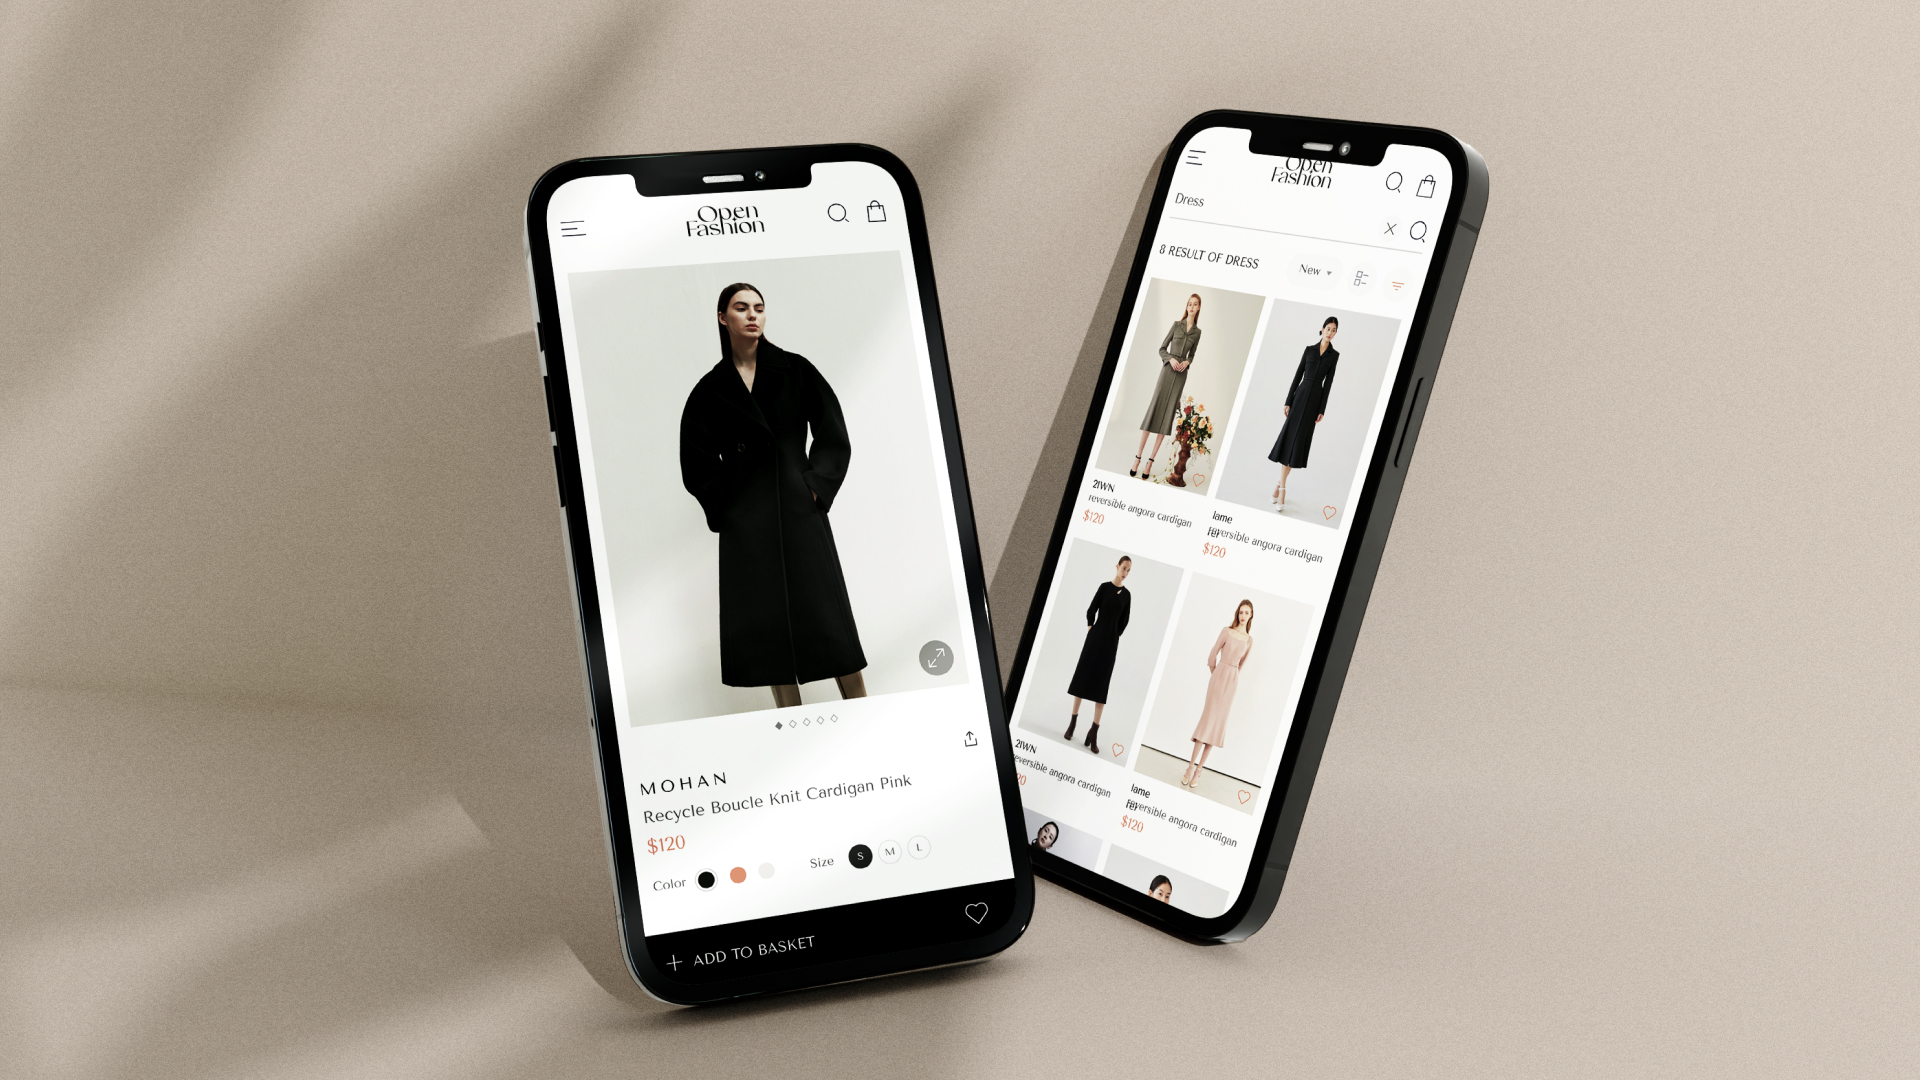 Open
Fashion
MOHAN
Recycle Boucle Knit Cardigan Pink
$120
Color
Size
S
M
L
ADD TO BASKET
Open
Fashion
Dress
8 RESULT OF DRESS
New
21WN
reversible angora cardigan
$120
lame
reversible angora cardigan
$120
21WN
reversible angora cardigan
20
lame
reversible angora cardigan
$120